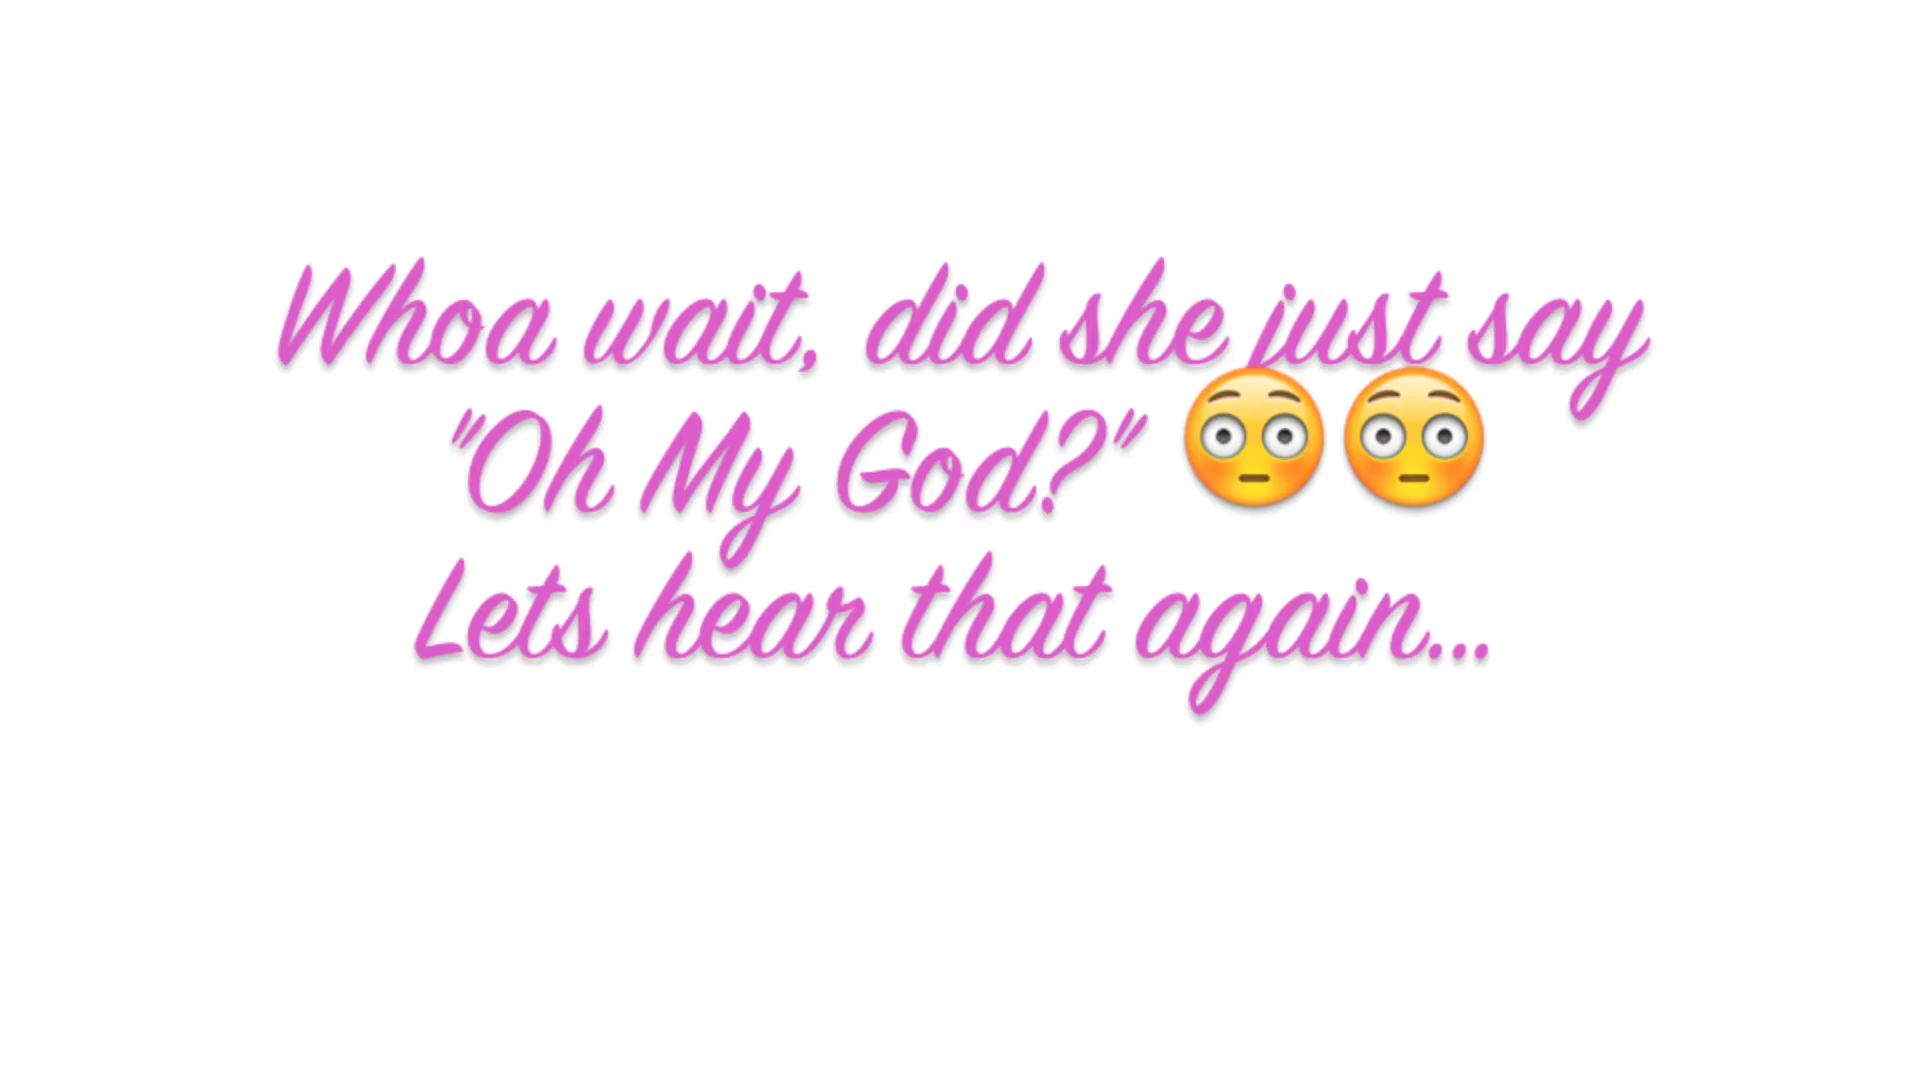 Whoa wait, did she just say
"Oh My God?" 😳😳
Lets hear that again...